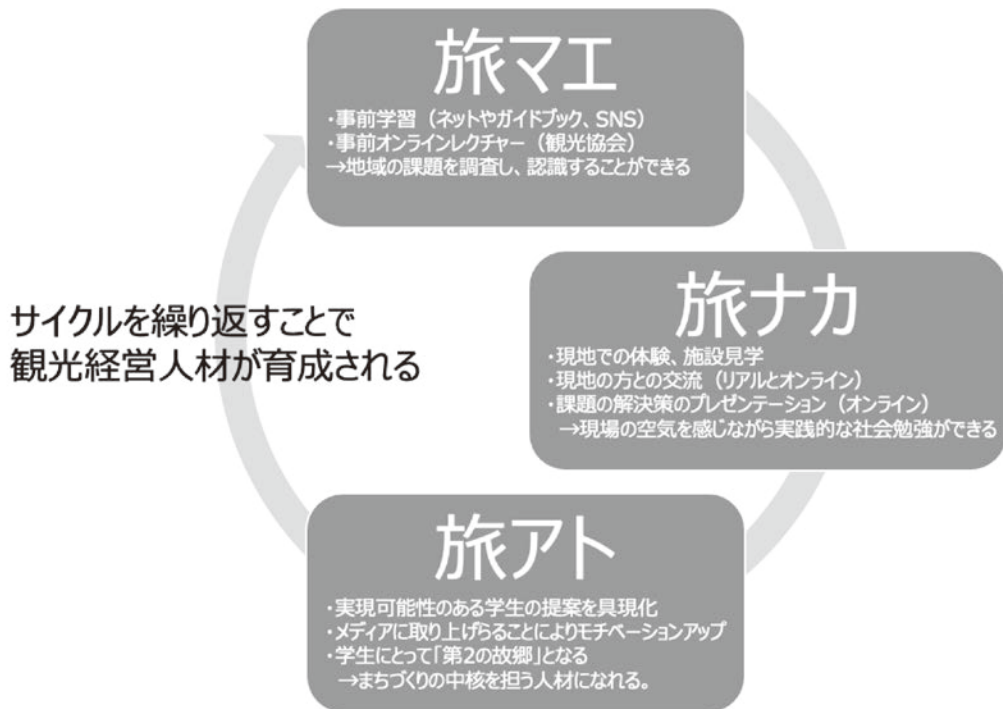 旅マエ
・事前学習（ネットやガイドブック、SNS）
・事前オンラインレクチャー（観光協会）
→地域の課題を調査し、認識することができる
旅ナカ
・現地での体験、施設見学
・現地の方との交流（リアルとオンライン）
・課題の解決策のプレゼンテーション（オンライン）
→現場の空気を感じながら実践的な社会勉強ができる
旅アト
・実現可能性のある学生の提案を具現化
・メディアに取り上げらることによりモチベーションアップ
・学生にとって「第2の故郷」となる
→まちづくりの中核を担う人材になれる。
サイクルを繰り返すことで
観光経営人材が育成される